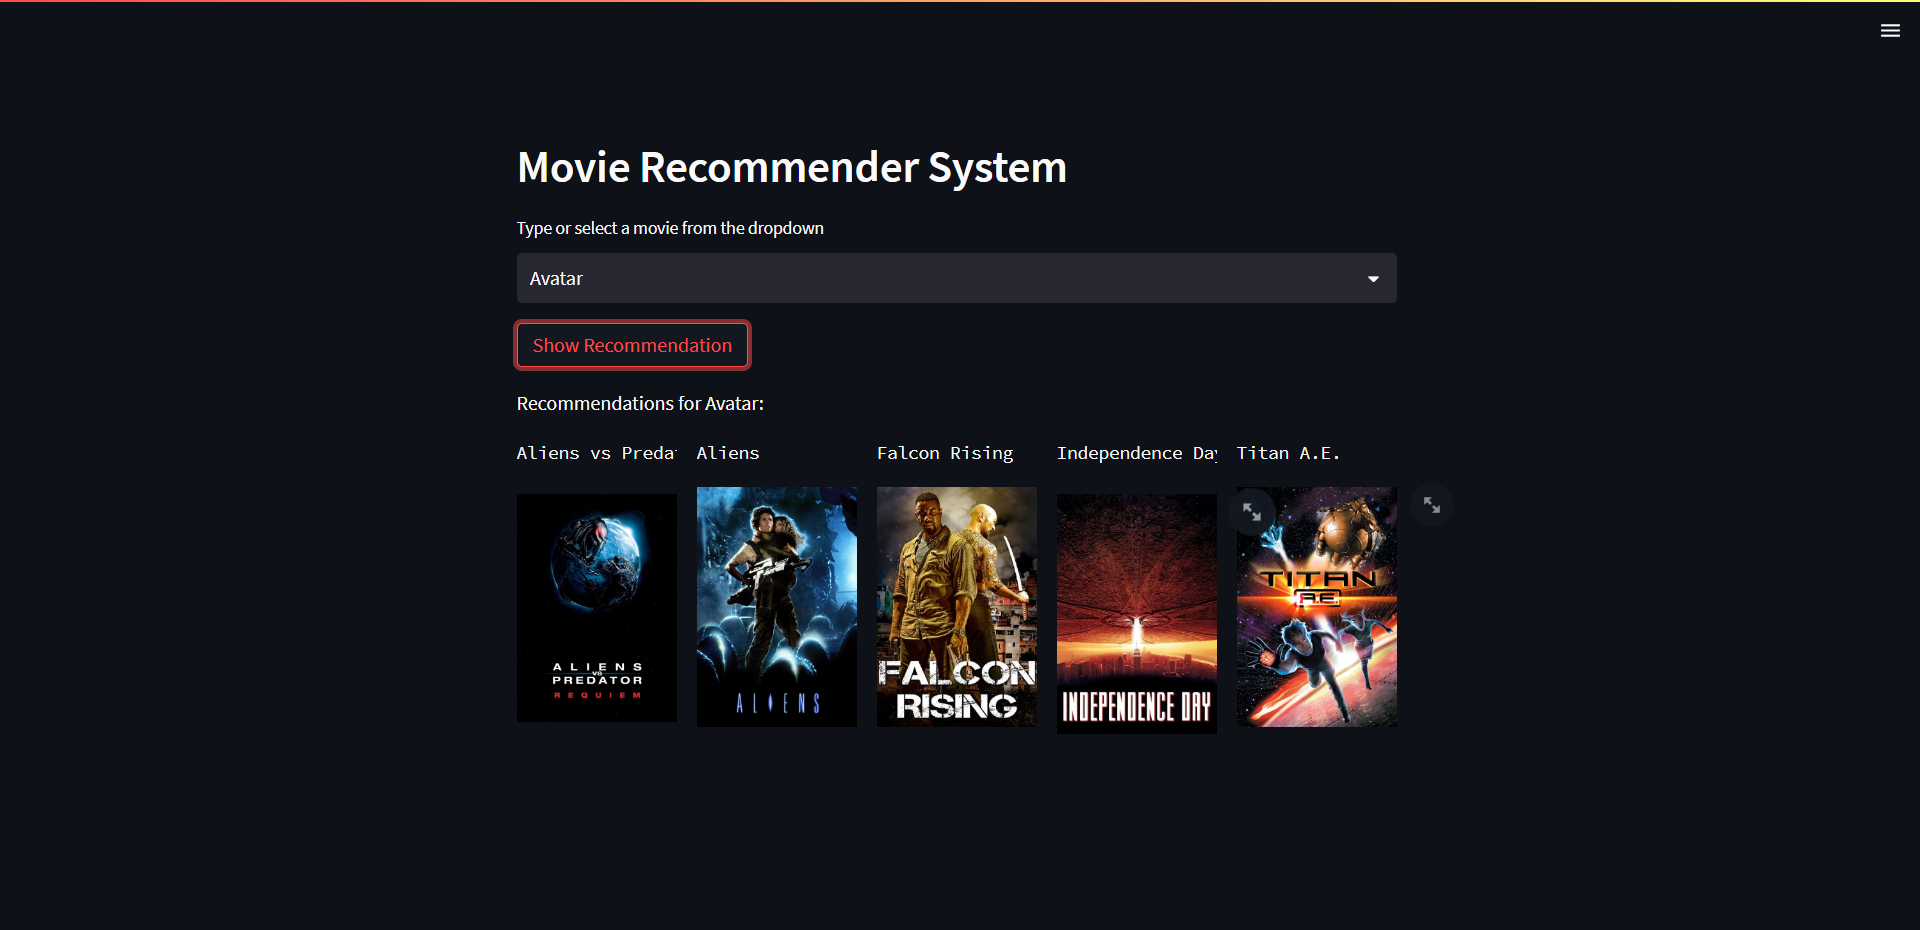 Movie Recommender System
Type or select a movie from the dropdown
Avatar
Show Recommendation
Recommendations for Avatar:
Aliens vs Preda
Aliens
Falcon Rising
Independence Day
Titan A.E.
ALIENS
VS
PREDATOR
REQUIEM
ALIENS
FALCON
RISING
INDEPENDENCE DAY
TITAN
A.E.